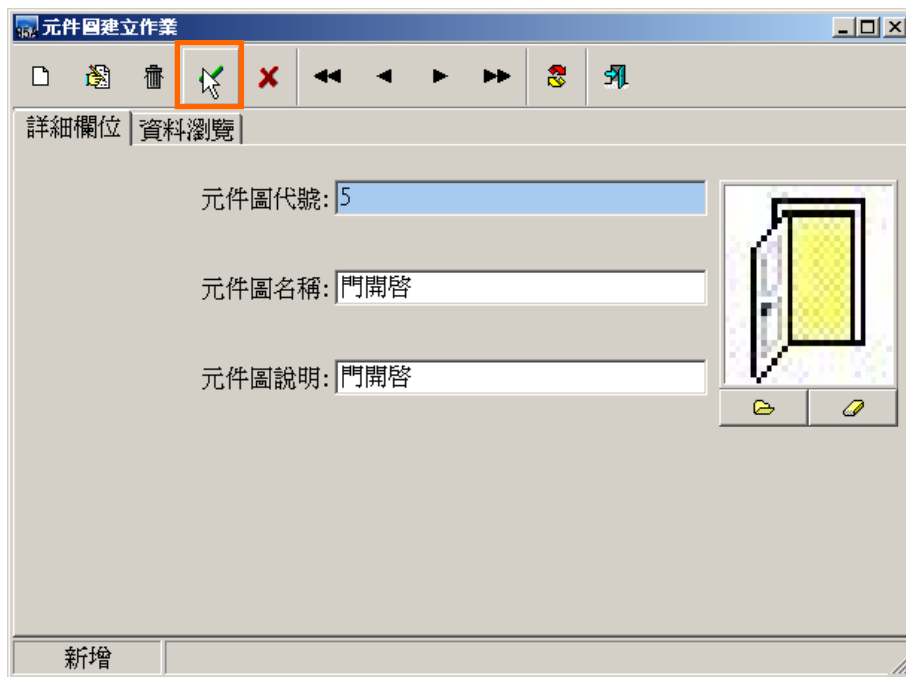 元件圖建立作業
詳細欄位 資料瀏覽
元件圖代號: 5
元件圖名稱: 門開啓
元件圖說明: 門開啓
新增